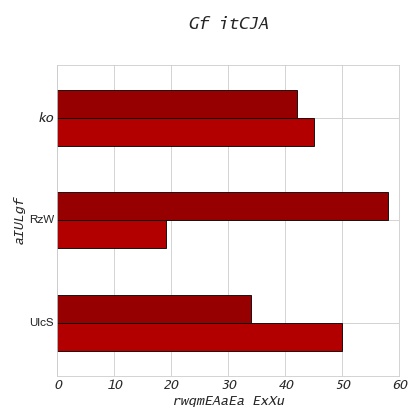 Gf itCJA
aIULgf
ko
RzW
UlcS
0 10 20 30 40 50 60
rwqmEAaEa ExXu